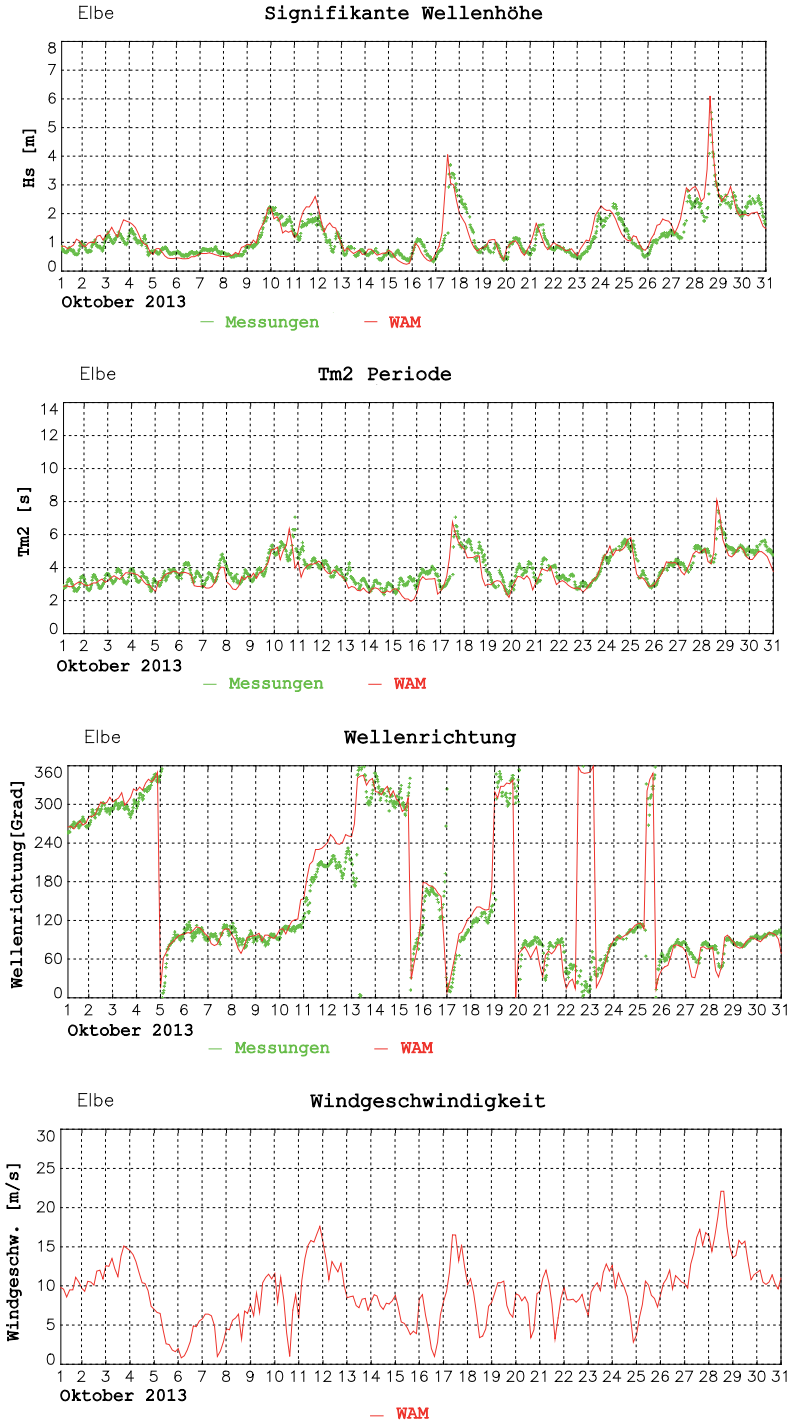 Elbe Signifikante Wellenhöhe
8
7
6
5
4
3
2
1
0
Hs [m]
1 2 3 4 5 6 7 8 9 10 11 12 13 14 15 16 17 18 19 20 21 22 23 24 25 26 27 28 29 30 31
Oktober 2013
Messungen WAM
Elbe Tm2 Periode
14
12
10
8
6
4
2
0
Tm2 [s]
1 2 3 4 5 6 7 8 9 10 11 12 13 14 15 16 17 18 19 20 21 22 23 24 25 26 27 28 29 30 31
Oktober 2013
Messungen WAM
Elbe Wellenrichtung
360
300
240
180
120
60
0
Wellenrichtung[Grad]
1 2 3 4 5 6 7 8 9 10 11 12 13 14 15 16 17 18 19 20 21 22 23 24 25 26 27 28 29 30 31
Oktober 2013
Messungen WAM
Elbe Windgeschwindigkeit
30
25
20
15
10
5
0
Windgeschw. [m/s]
1 2 3 4 5 6 7 8 9 10 11 12 13 14 15 16 17 18 19 20 21 22 23 24 25 26 27 28 29 30 31
Oktober 2013
WAM